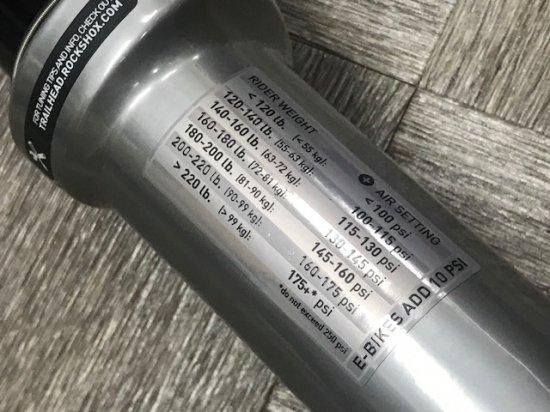 FOR TUNING TIPS AND INFO, CHECK OUT
TRAILHEAD.ROCKSHOX.COM
RIDER WEIGHT AIR SETTING
< 120 lb. (< 55 kg): < 100 psi
120-140 lb. (55-63 kg): 100-115 psi
140-160 lb. (63-72 kg): 115-130 psi
160-180 lb. (72-81 kg): 130-145 psi
180-200 lb. (81-90 kg): 145-160 psi
200-220 lb. (90-99 kg): 160-175 psi
> 220 lb. (> 99 kg): 175+* psi
*do not exceed 250 psi
E-BIKES ADD 10 PSI